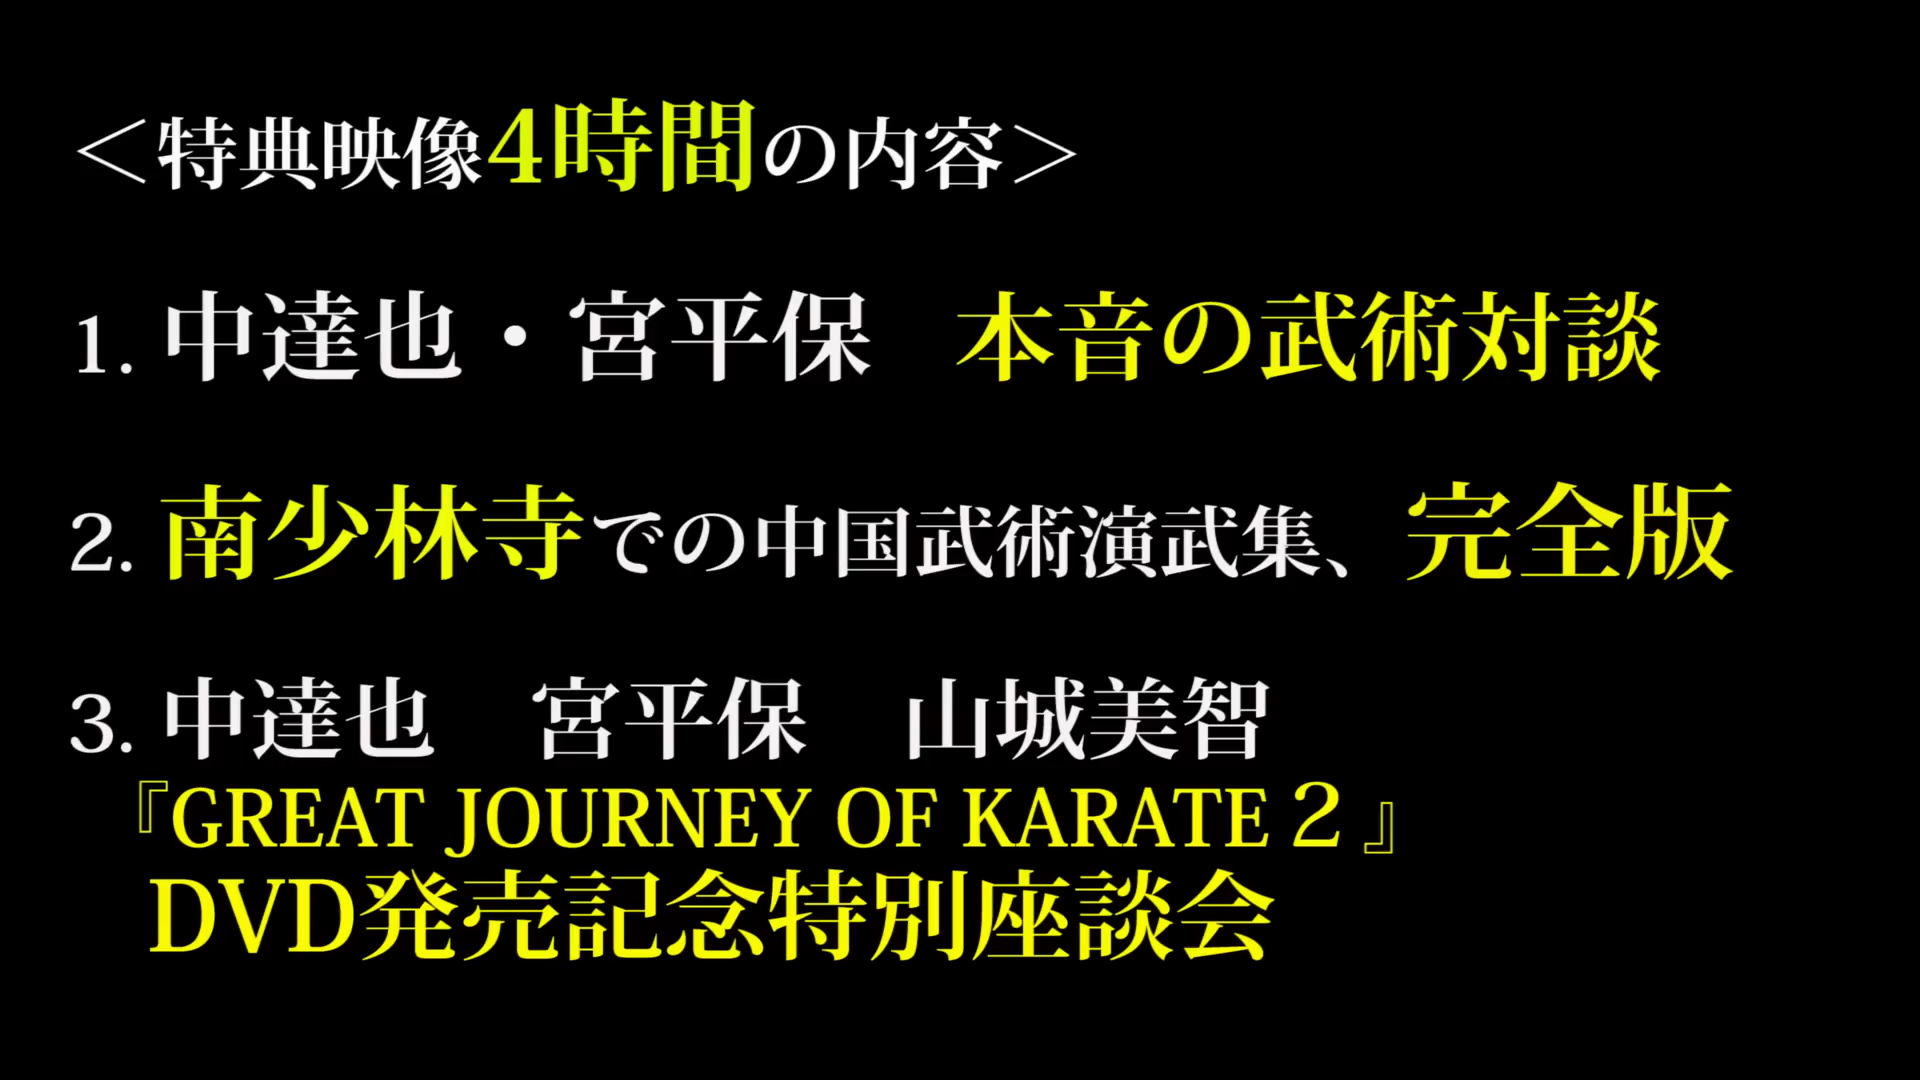 ＜特典映像4時間の内容＞
1. 中達也・宮平保　本音の武術対談
2. 南少林寺での中国武術演武集、完全版
3. 中達也　宮平保　山城美智
『GREAT JOURNEY OF KARATE２』
DVD発売記念特別座談会